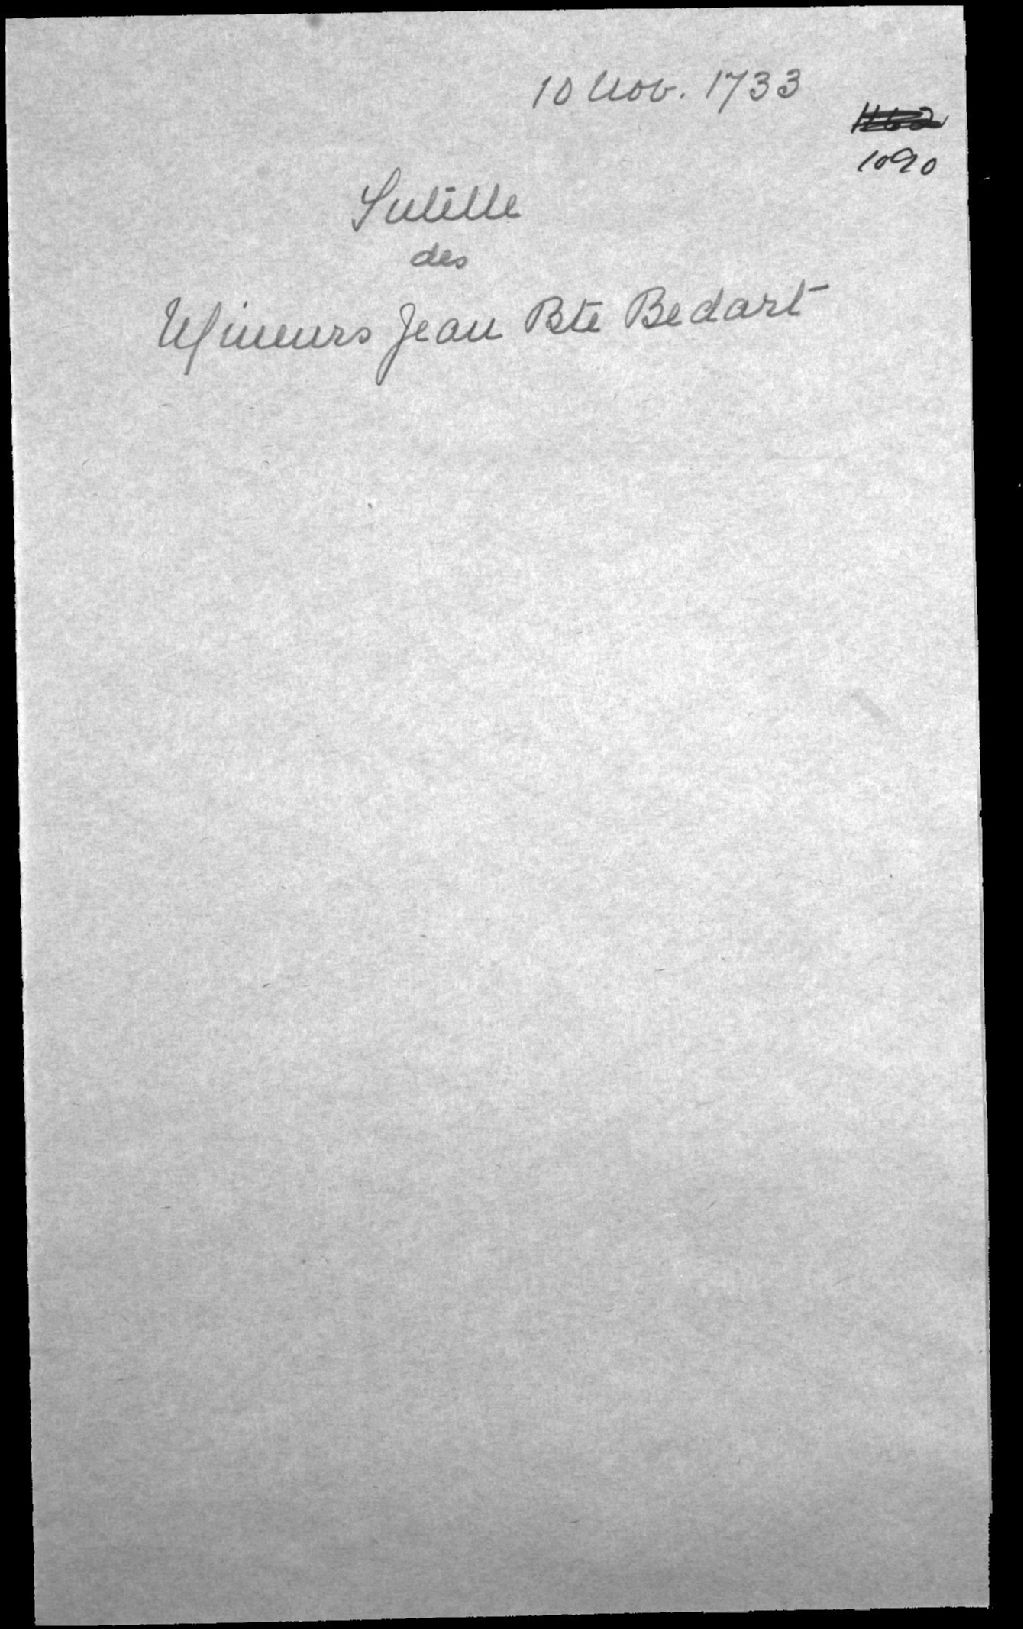 10 Nov. 1733
1090
Tutelle
des
Mineurs Jean Bte Bedart